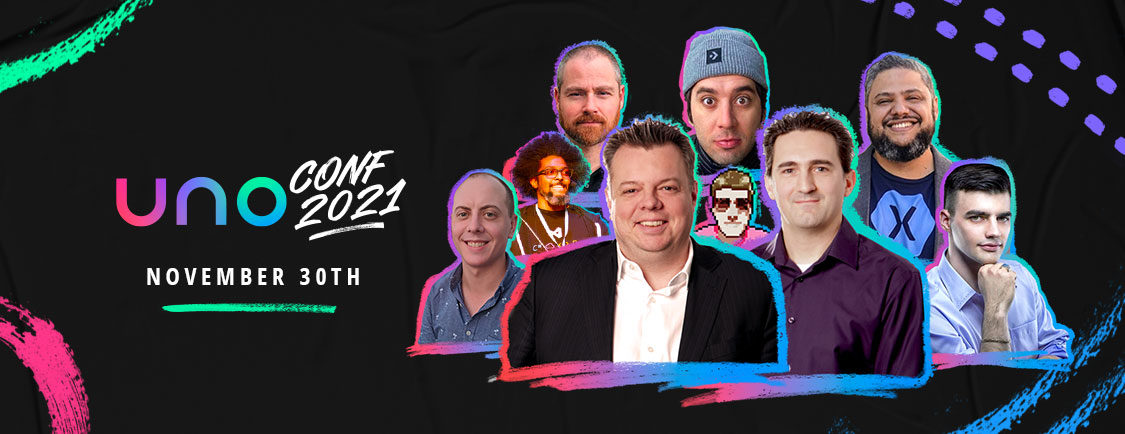 uno CONF
2021
NOVEMBER 30TH
X